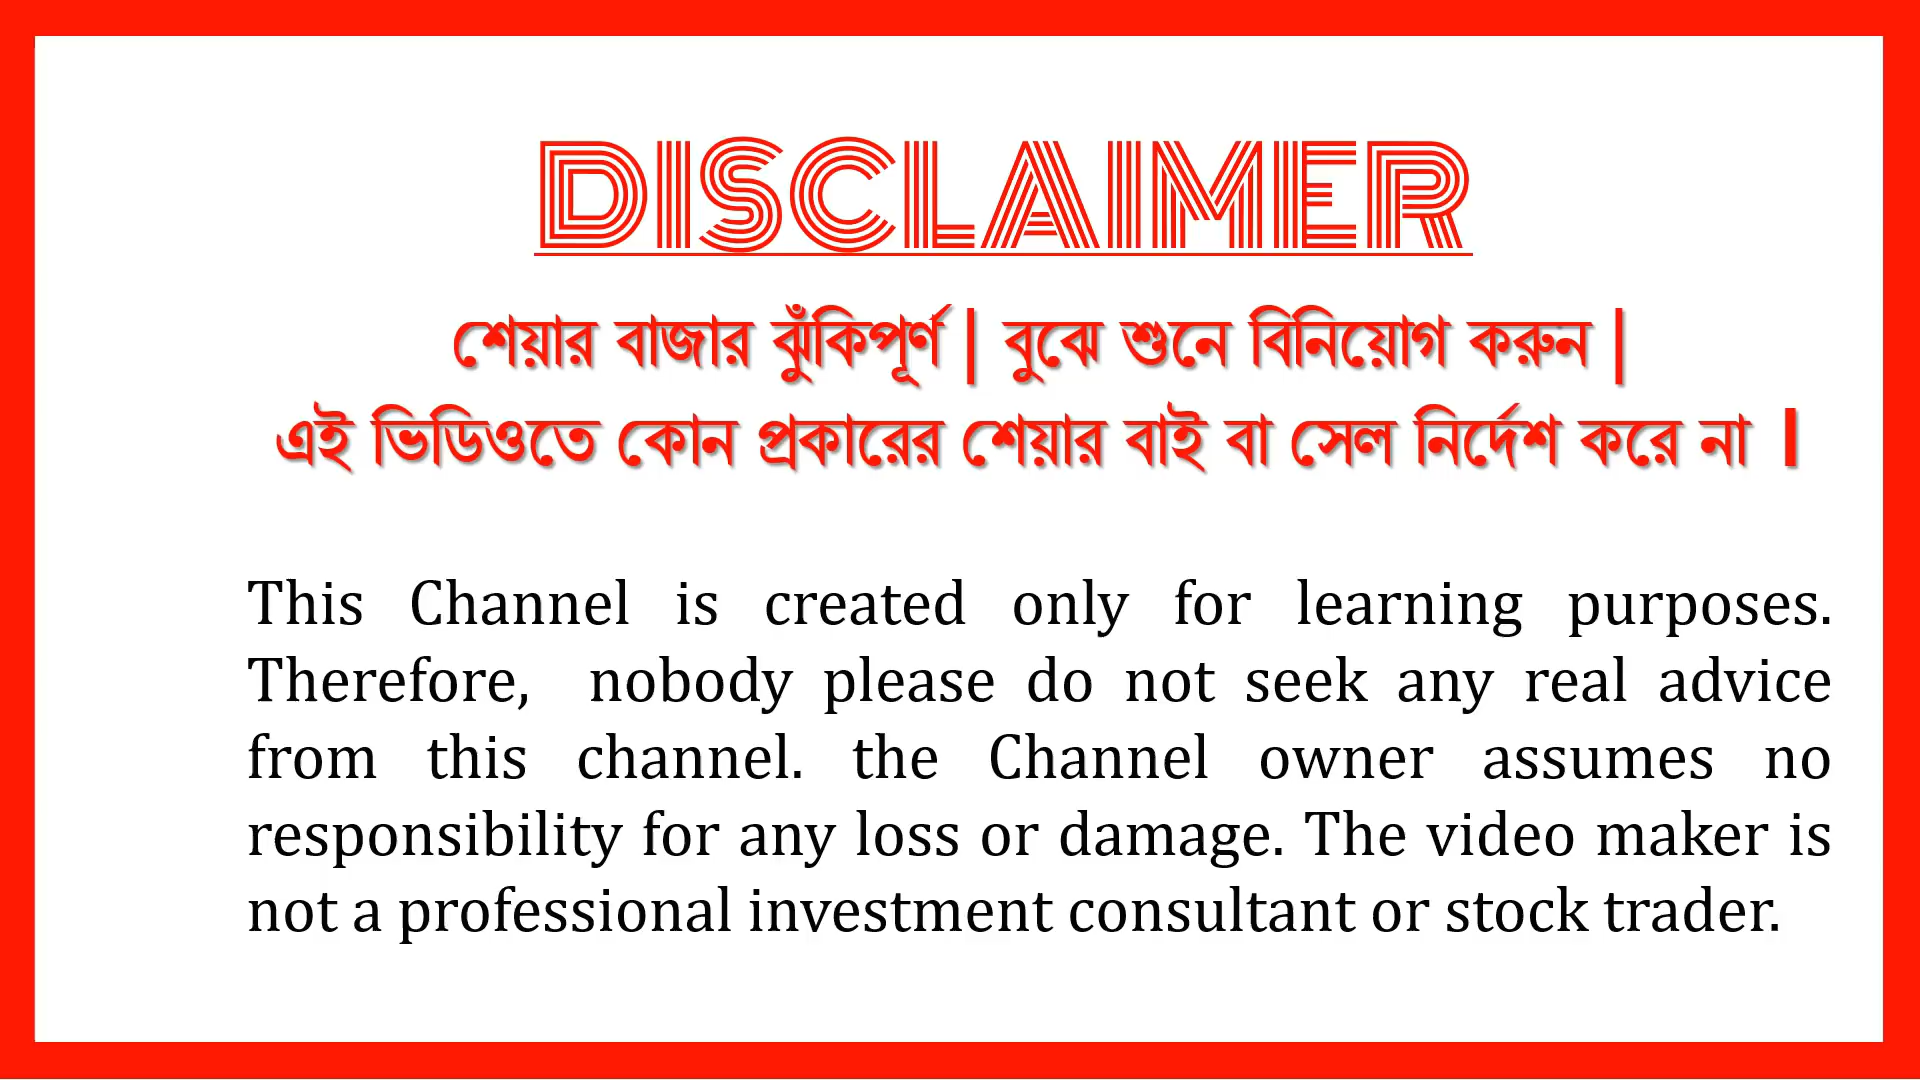 DISCLAIMER
শেয়ার বাজার ঝুঁকিপূর্ণ | বুঝে শুনে বিনিয়োগ করুন |
এই ভিডিওতে কোন প্রকারের শেয়ার বাই বা সেল নির্দেশ করে না ।
This Channel is created only for learning purposes.
Therefore, nobody please do not seek any real advice
from this channel. the Channel owner assumes no
responsibility for any loss or damage. The video maker is
not a professional investment consultant or stock trader.